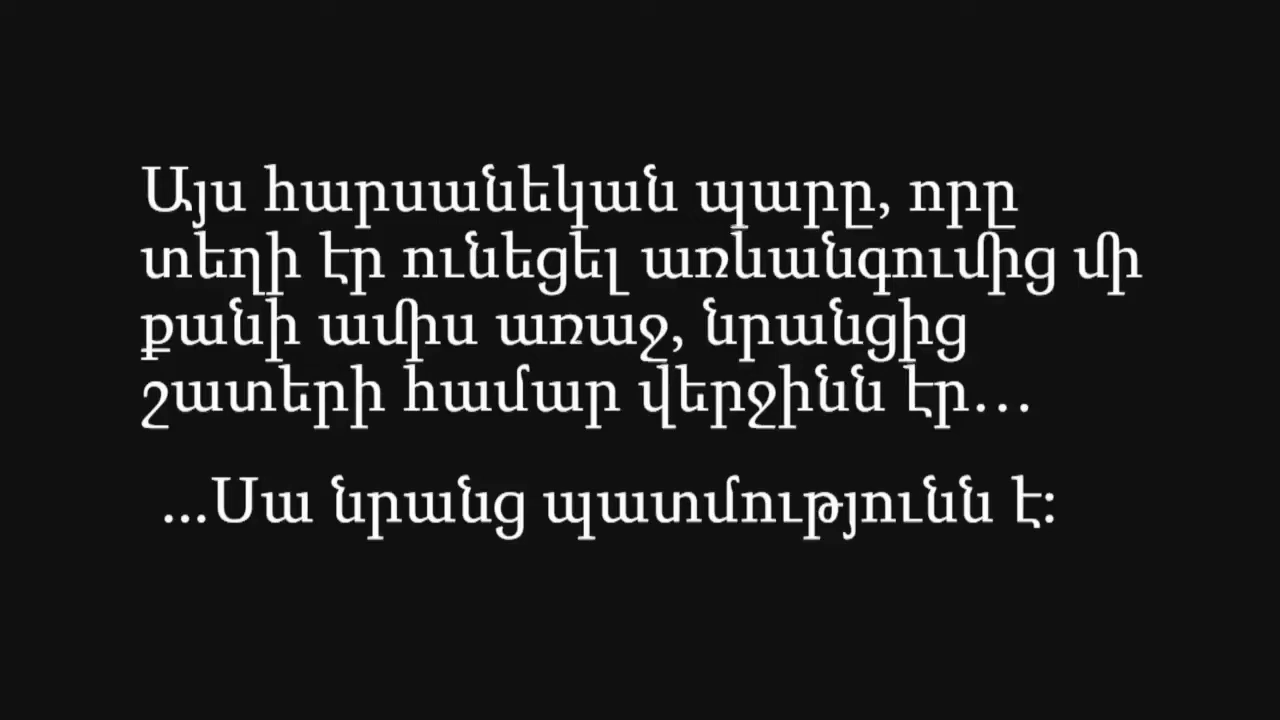 Այս հարսանեկան պարը, որը
տեղի էր ունեցել առևանգումից մի
քանի ամիս առաջ, նրանցից
շատերի համար վերջինն էր…
...Սա նրանց պատմությունն է: